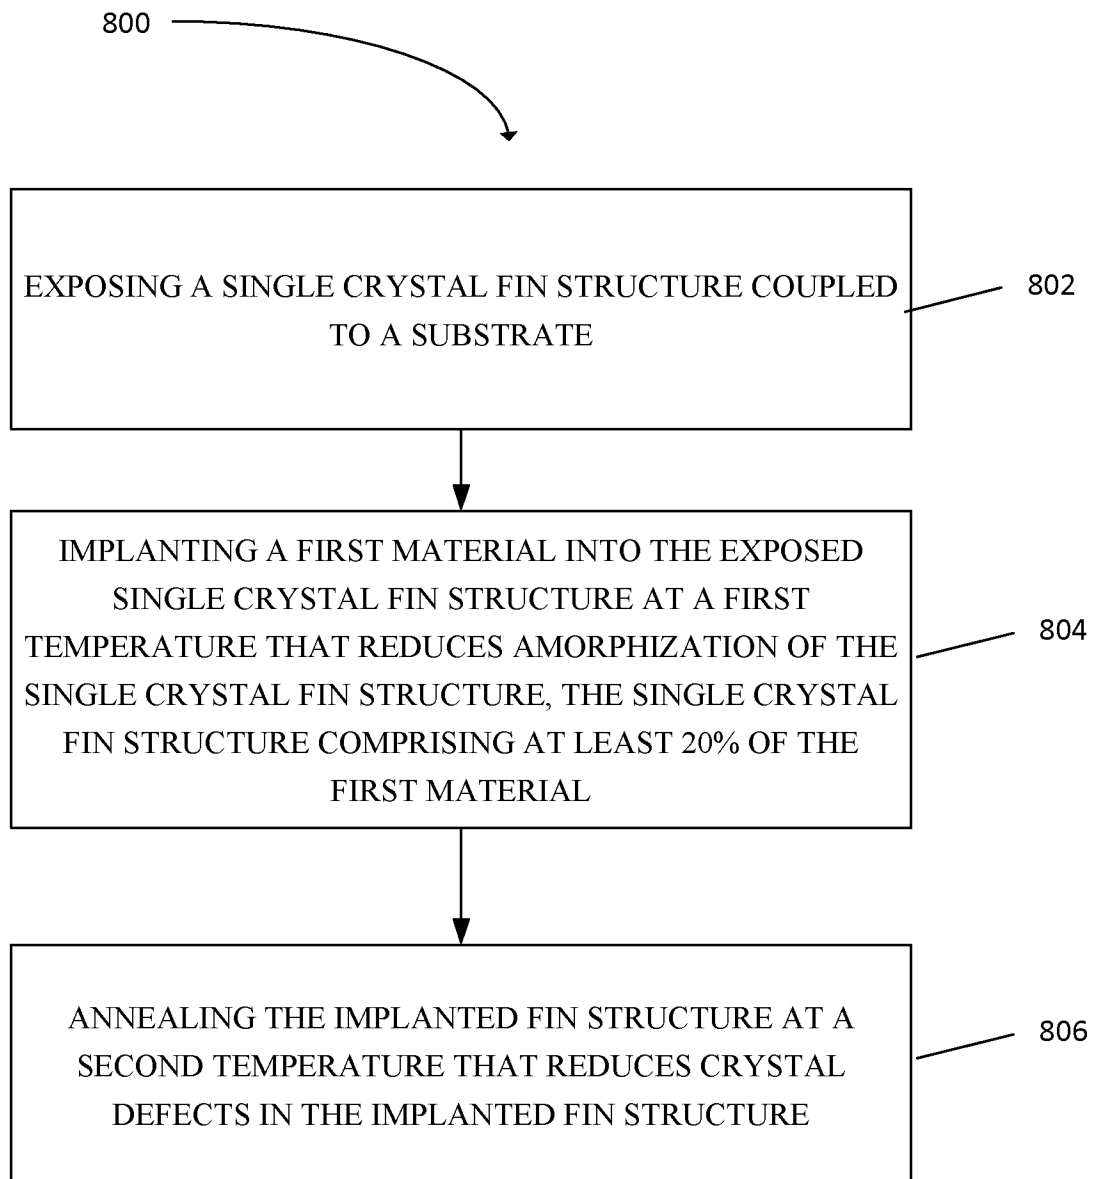 800
EXPOSING A SINGLE CRYSTAL FIN STRUCTURE COUPLED
TO A SUBSTRATE
802
IMPLANTING A FIRST MATERIAL INTO THE EXPOSED
SINGLE CRYSTAL FIN STRUCTURE AT A FIRST
TEMPERATURE THAT REDUCES AMORPHIZATION OF THE
SINGLE CRYSTAL FIN STRUCTURE, THE SINGLE CRYSTAL
FIN STRUCTURE COMPRISING AT LEAST 20% OF THE
FIRST MATERIAL
804
ANNEALING THE IMPLANTED FIN STRUCTURE AT A
SECOND TEMPERATURE THAT REDUCES CRYSTAL
DEFECTS IN THE IMPLANTED FIN STRUCTURE
806